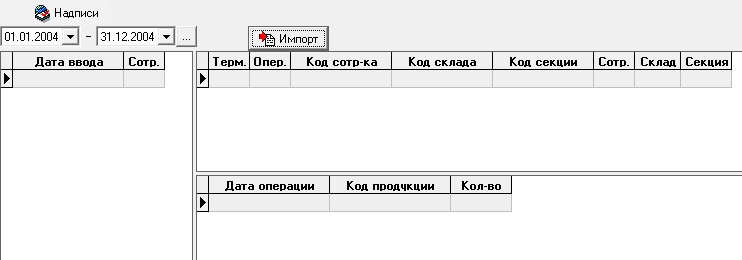 Надписи
01.01.2004 - 31.12.2004 ... Импорт
Дата ввода Сотр.
Терм. Опер. Код сотр-ка Код склада Код секции Сотр. Склад Секция
Дата операции Код продукции Кол-во